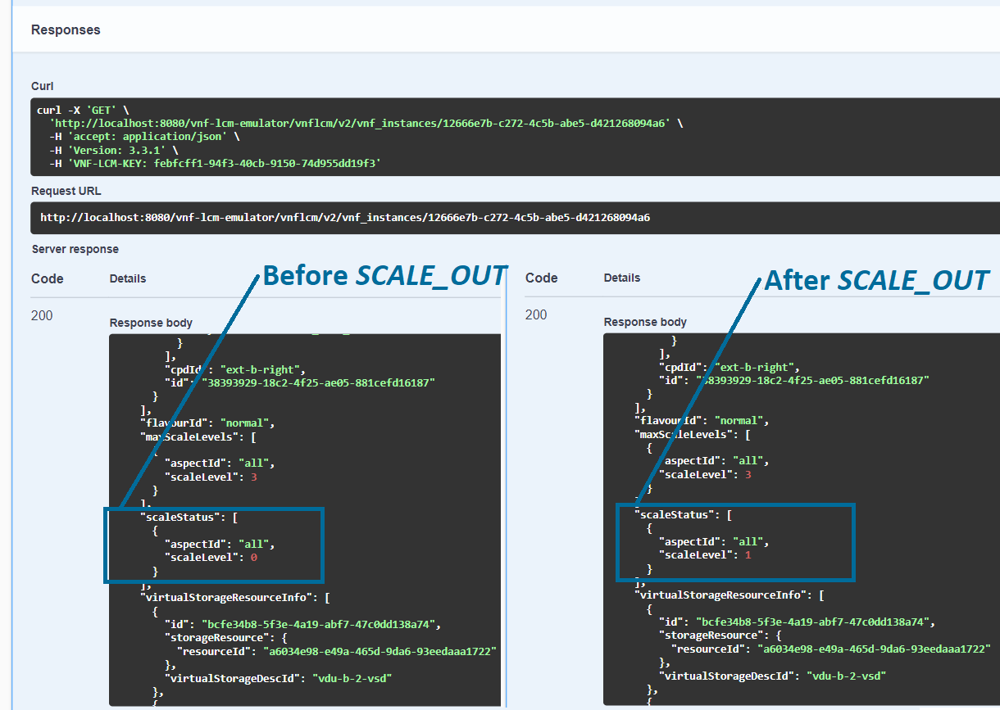 Responses
Curl
curl -X 'GET' \
'http://localhost:8080/vnf-lcm-emulator/vnflcm/v2/vnf_instances/12666e7b-c272-4c5b-abe5-d421268094a6' \
-H 'accept: application/json' \
-H 'Version: 3.3.1' \
-H 'VNF-LCM-KEY: febfcff1-94f3-40cb-9150-74d955dd19f3'
Request URL
http://localhost:8080/vnf-lcm-emulator/vnflcm/v2/vnf_instances/12666e7b-c272-4c5b-abe5-d421268094a6
Server response
Before SCALE_OUT
Code Details
200
Response body
}
],
"cpdId": "ext-b-right",
"id": "38393929-18c2-4f25-ae05-881cefd16187"
}
],
"flavourId": "normal",
"maxScaleLevels": [
{
"aspectId": "all",
"scaleLevel": 3
}
],
"scaleStatus": [
{
"aspectId": "all",
"scaleLevel": 0
}
],
"virtualStorageResourceInfo": [
{
"id": "bcfe34b8-5f3e-4a19-abf7-47c0dd138a74",
"storageResource": {
"resourceId": "a6034e98-e49a-465d-9da6-93eedaaa1722"
},
"virtualStorageDescId": "vdu-b-2-vsd"
},
{
After SCALE_OUT
Code Details
200
Response body
}
],
"cpdId": "ext-b-right",
"id": "38393929-18c2-4f25-ae05-881cefd16187"
}
],
"flavourId": "normal",
"maxScaleLevels": [
{
"aspectId": "all",
"scaleLevel": 3
}
],
"scaleStatus": [
{
"aspectId": "all",
"scaleLevel": 1
}
],
"virtualStorageResourceInfo": [
{
"id": "bcfe34b8-5f3e-4a19-abf7-47c0dd138a74",
"storageResource": {
"resourceId": "a6034e98-e49a-465d-9da6-93eedaaa1722"
},
"virtualStorageDescId": "vdu-b-2-vsd"
},
{